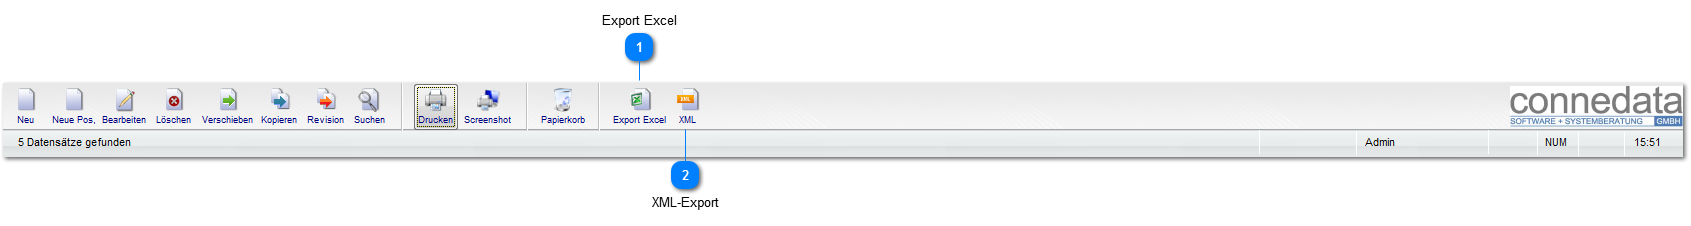 Export Excel
1
Neu Neue Pos, Bearbeiten Löschen Verschieben Kopieren Revision Suchen Drucken Screenshot Papierkorb Export Excel XML
XML
connedata
SOFTWARE + SYSTEMBERATUNG GMBH
5 Datensätze gefunden Admin NUM 15:51
2
XML-Export